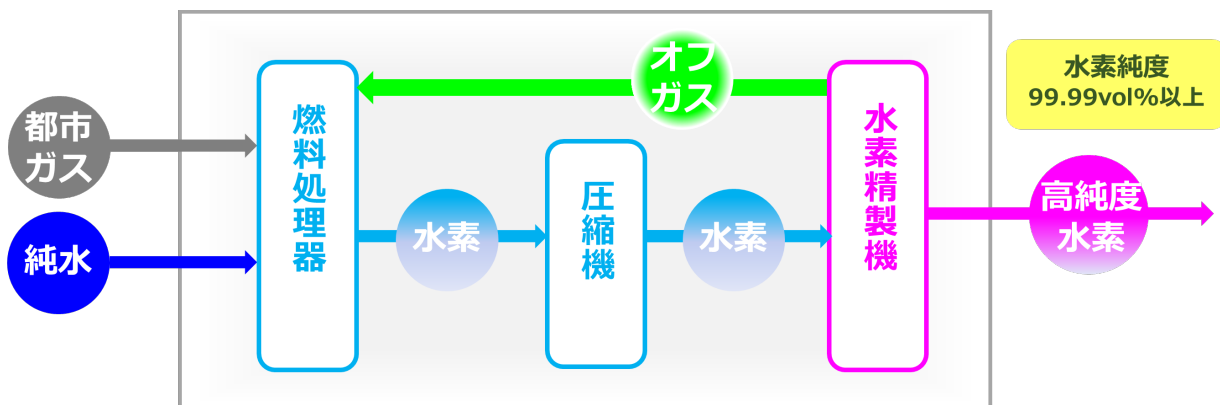 都市
ガス
純水
燃料処理器
水素
オフ
ガス
圧縮機
水素
水素精製機
水素純度
99.99vol%以上
高純度
水素